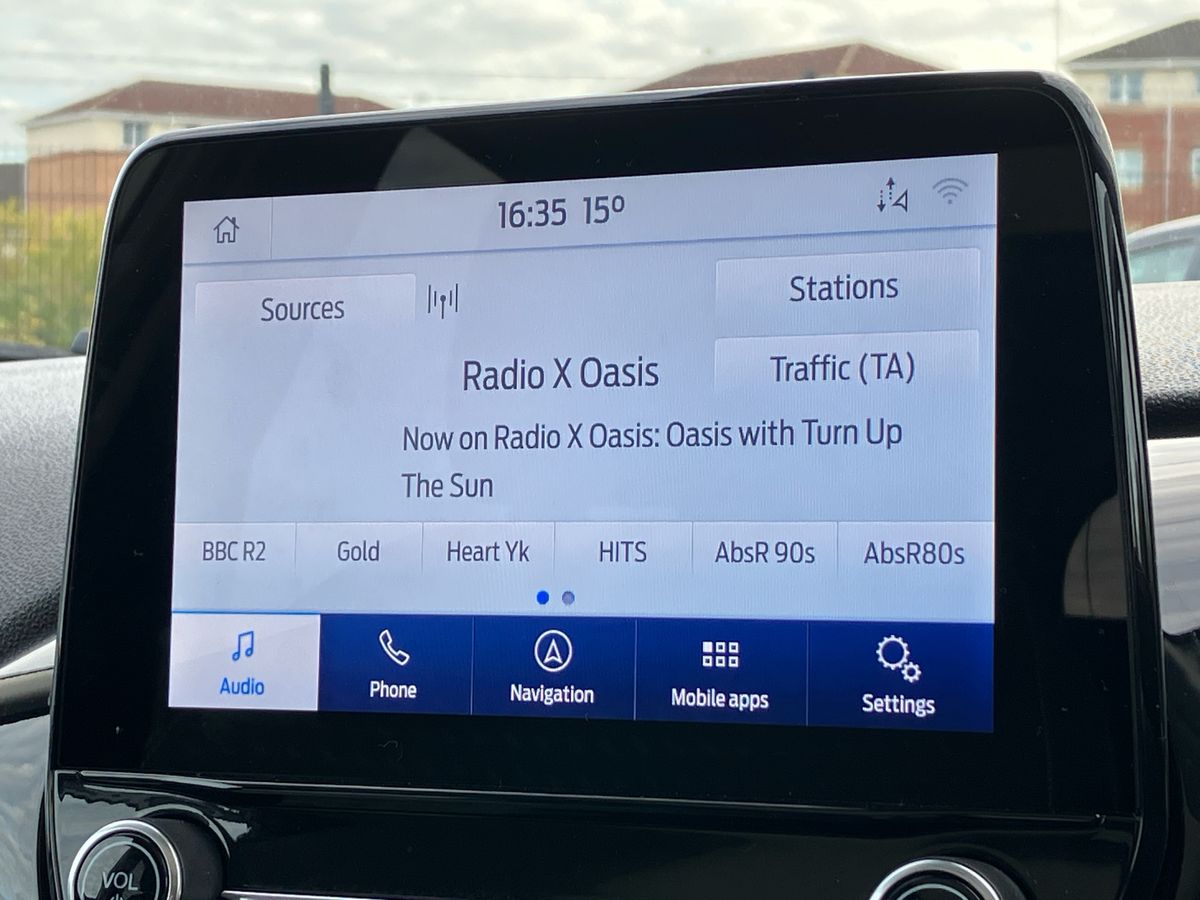 16:35 15º
Sources
Stations
Radio X Oasis
Traffic (TA)
Now on Radio X Oasis: Oasis with Turn Up
The Sun
BBC R2 Gold Heart Yk HITS AbsR 90s AbsR80s
Audio Phone Navigation Mobile apps Settings
VOL